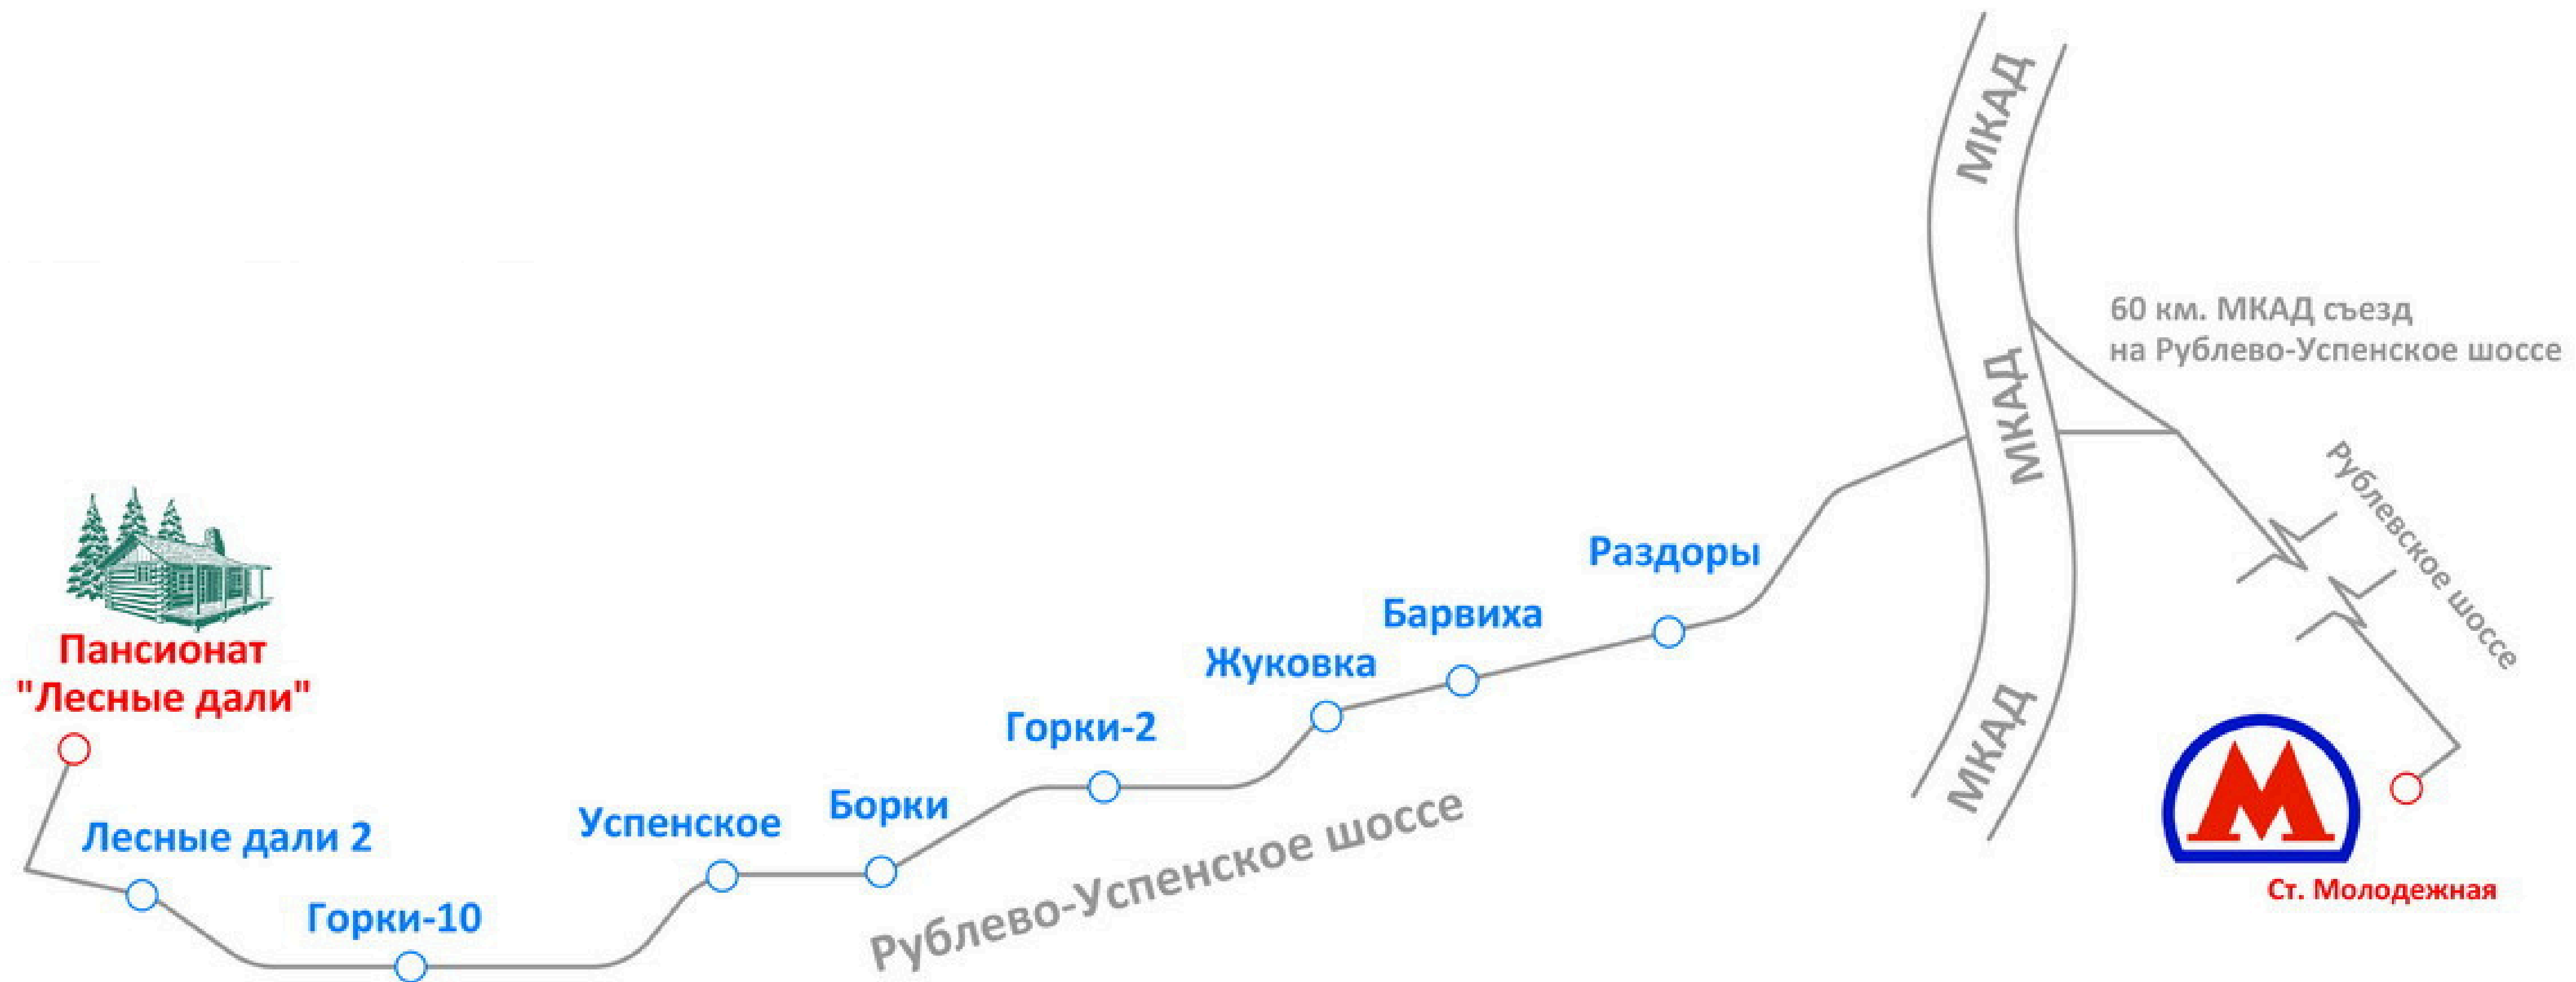 МКАД
60 км. МКАД съезд
на Рублево-Успенское шоссе
МКАД
Рублевское шоссе
Раздоры
Барвиха
Жуковка
Горки-2
Пансионат
"Лесные дали"
МКАД
Борки
Успенское
Лесные дали 2
Горки-10
Рублево-Успенское шоссе
М
Ст. Молодежная